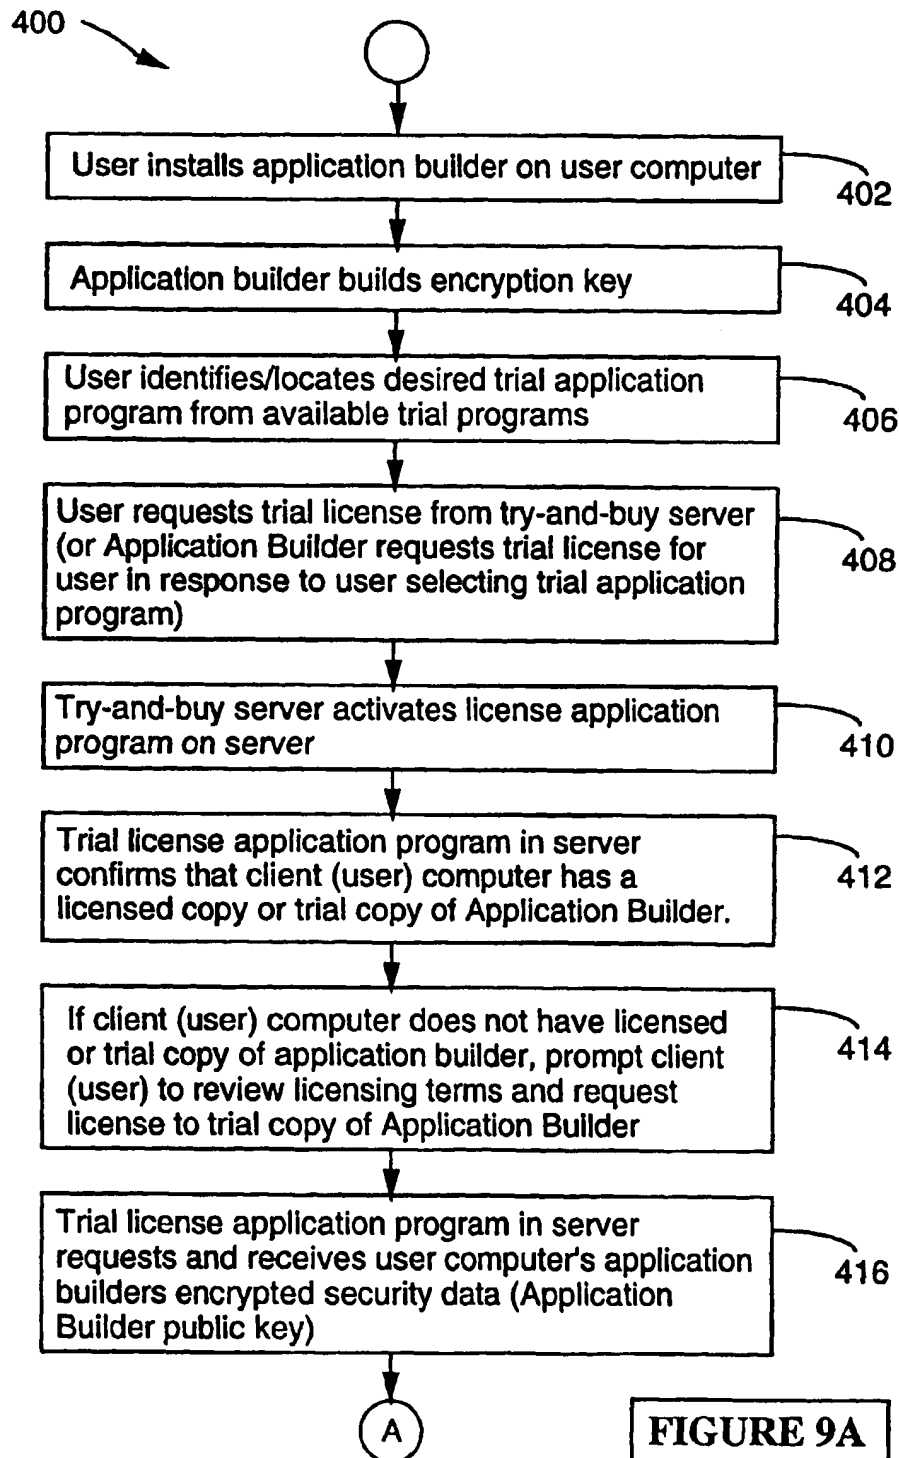 400
User installs application builder on user computer
402
Application builder builds encryption key
404
User identifies/locates desired trial application
program from available trial programs
406
User requests trial license from try-and-buy server
(or Application Builder requests trial license for
user in response to user selecting trial application
program)
408
Try-and-buy server activates license application
program on server
410
Trial license application program in server
confirms that client (user) computer has a
licensed copy or trial copy of Application Builder.
412
If client (user) computer does not have licensed
or trial copy of application builder, prompt client
(user) to review licensing terms and request
license to trial copy of Application Builder
414
Trial license application program in server
requests and receives user computer's application
builders encrypted security data (Application
Builder public key)
416
A
FIGURE 9A